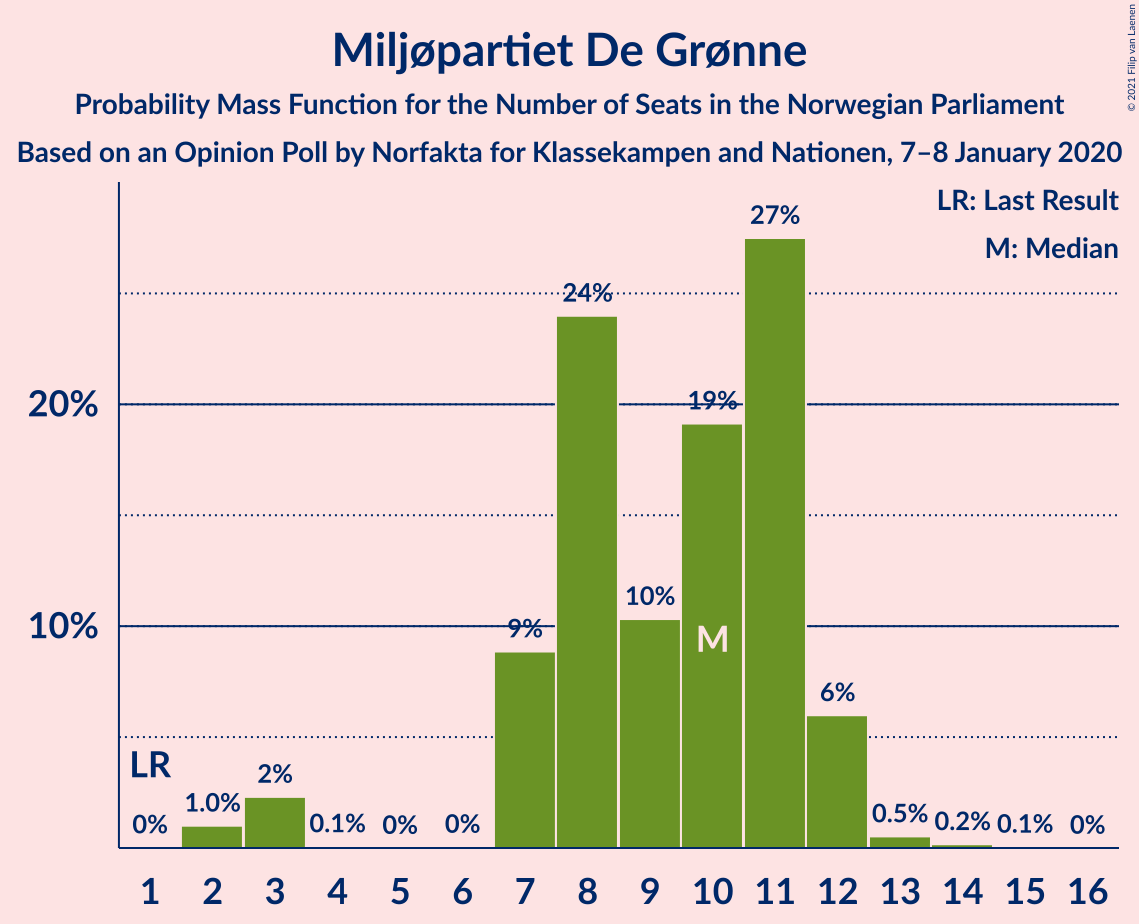 Miljøpartiet De Grønne
Probability Mass Function for the Number of Seats in the Norwegian Parliament
Based on an Opinion Poll by Norfakta for Klassekampen and Nationen, 7–8 January 2020
© 2021 Filip van Laenen
LR: Last Result
M: Median
27%
24%
20%
19%
10%
10%
9%
M
6%
LR
2%
0%
1.0%
0.1%
0%
0%
0.5%
0.2%
0.1%
0%
1 2 3 4 5 6 7 8 9 10 11 12 13 14 15 16